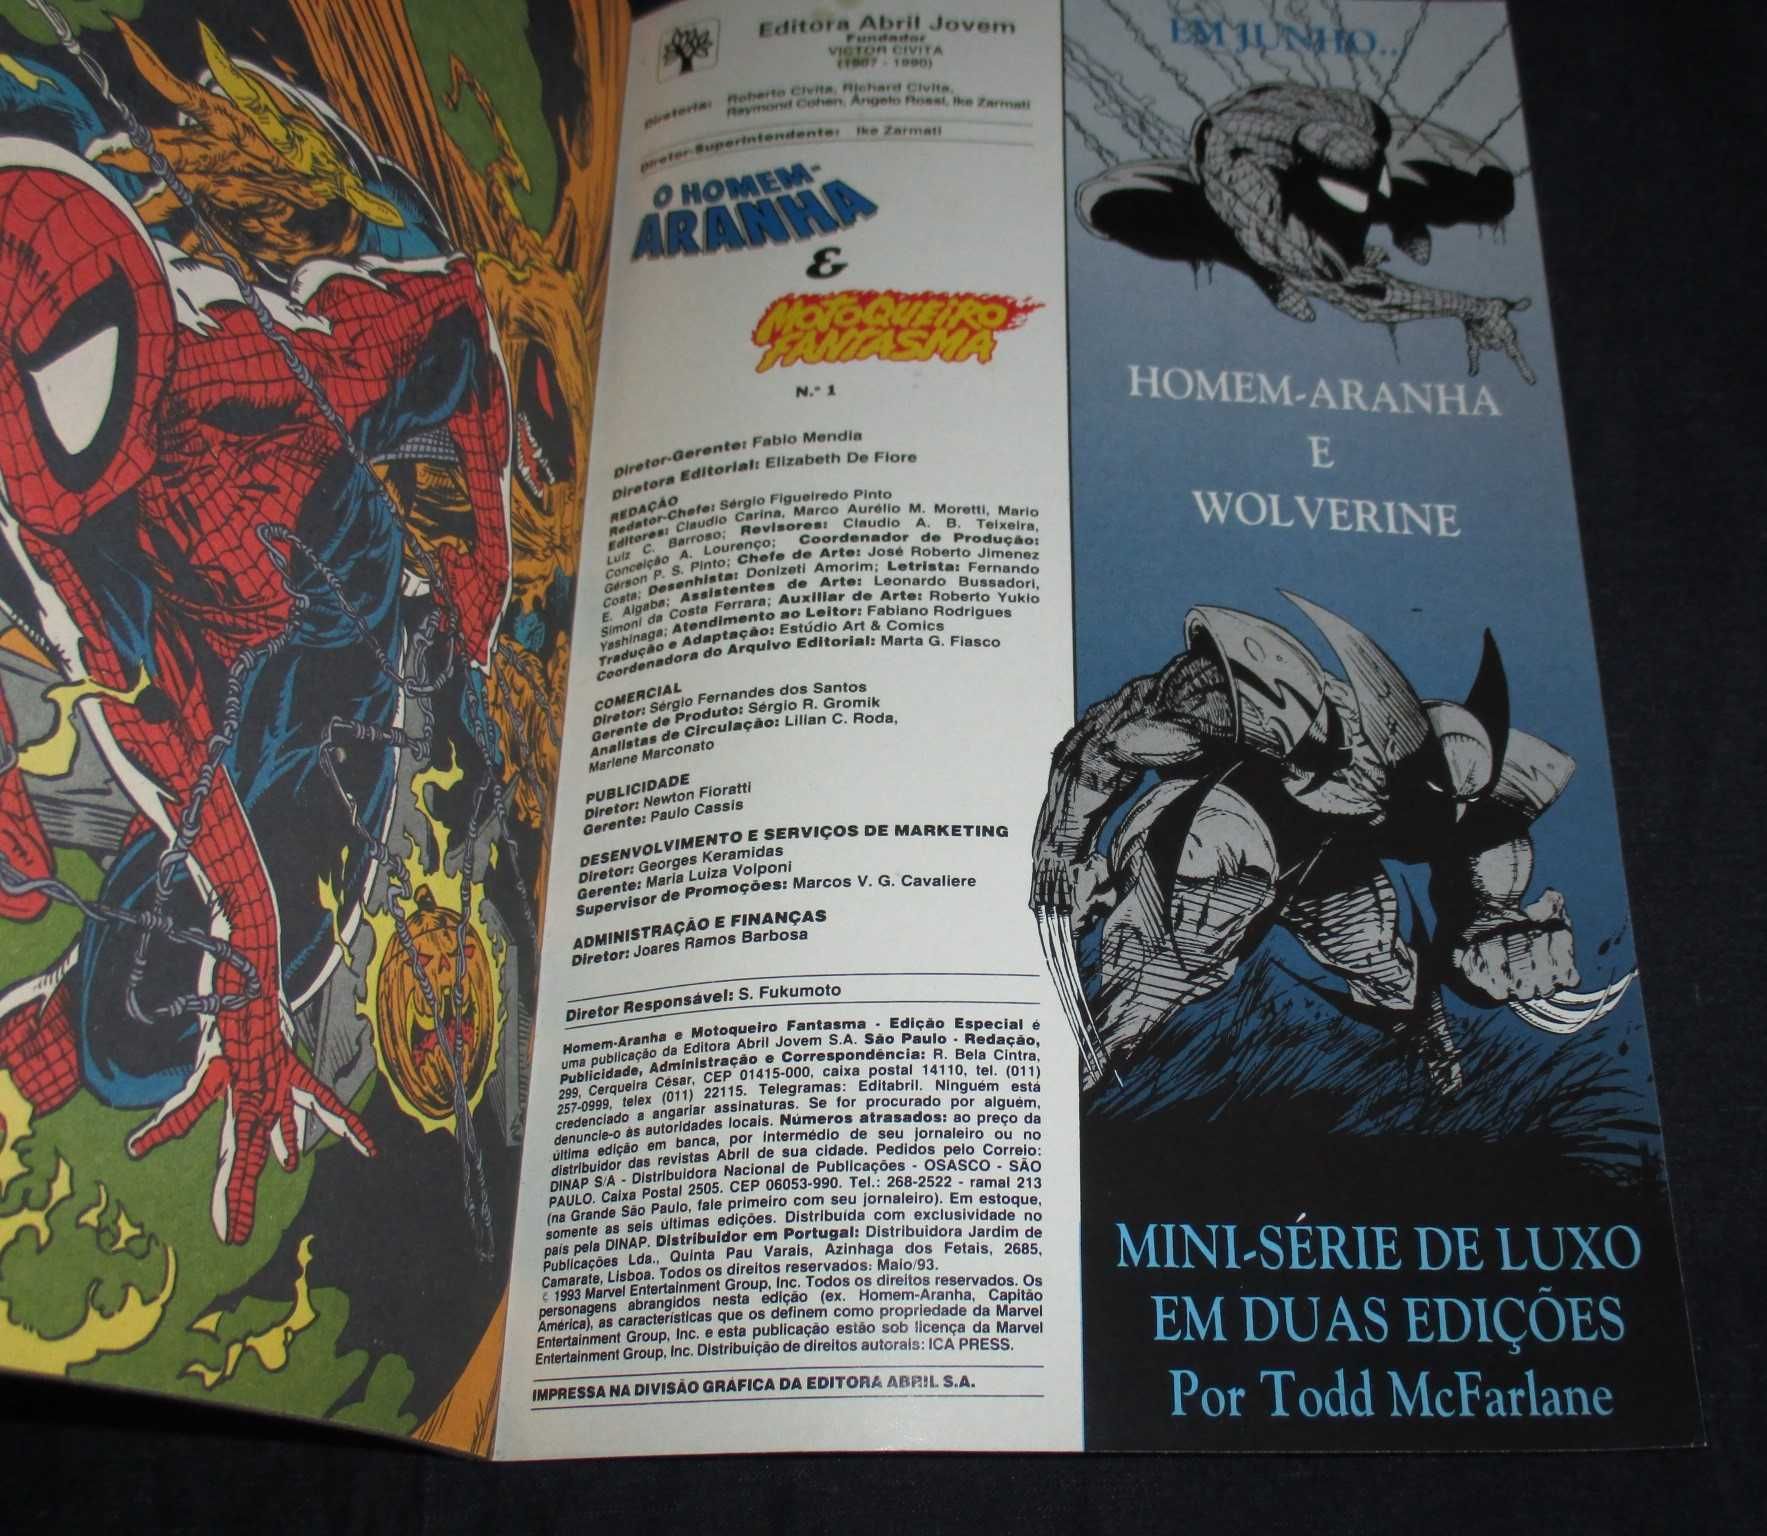 Editora Abril Jovem
Fundador
VICTOR CIVITA
(1907 - 1990)
Diretoria: Roberto Civita, Richard Civita,
Raymond Cohen, Ângelo Rossi, Ike Zarmati
Diretor-Superintendente: Ike Zarmati
O HOMEM-
ARANHA
&
MOTOQUEIRO
FANTASMA
N.º 1
Diretor-Gerente: Fabio Mendia
Diretora Editorial: Elizabeth De Fiore
REDAÇÃO
Redator-Chefe: Sérgio Figueiredo Pinto
Editores: Claudio Carina, Marco Aurélio M. Moretti, Mario
Luiz C. Barroso; Revisores: Claudio A. B. Teixeira,
Conceição A. Lourenço; Coordenador de Produção:
Gérson P. S. Pinto; Chefe de Arte: José Roberto Jimenez
Costa; Desenhista: Donizeti Amorim; Letrista: Fernando
E. Algaba; Assistentes de Arte: Leonardo Bussadori,
Simoni da Costa Ferrara; Auxiliar de Arte: Roberto Yukio
Yashinaga; Atendimento ao Leitor: Fabiano Rodrigues
Tradução e Adaptação: Estúdio Art & Comics
Coordenadora do Arquivo Editorial: Marta G. Fiasco
COMERCIAL
Diretor: Sérgio Fernandes dos Santos
Gerente de Produto: Sérgio R. Gromik
Analistas de Circulação: Lilian C. Roda,
Marlene Marconato
PUBLICIDADE
Diretor: Newton Fioratti
Gerente: Paulo Cassis
DESENVOLVIMENTO E SERVIÇOS DE MARKETING
Diretor: Georges Keramidas
Gerente: Maria Luiza Volponi
Supervisor de Promoções: Marcos V. G. Cavaliere
ADMINISTRAÇÃO E FINANÇAS
Diretor: Joares Ramos Barbosa
Diretor Responsável: S. Fukumoto
Homem-Aranha e Motoqueiro Fantasma - Edição Especial é
uma publicação da Editora Abril Jovem S.A. São Paulo - Redação,
Publicidade, Administração e Correspondência: R. Bela Cintra,
299, Cerqueira César, CEP 01415-000, caixa postal 14110, tel. (011)
257-0999, telex (011) 22115. Telegramas: Editabril. Ninguém está
credenciado a angariar assinaturas. Se for procurado por alguém,
denuncie-o às autoridades locais. Números atrasados: ao preço da
última edição em banca, por intermédio de seu jornaleiro ou no
distribuidor das revistas Abril de sua cidade. Pedidos pelo Correio:
DINAP S/A - Distribuidora Nacional de Publicações - OSASCO - SÃO
PAULO. Caixa Postal 2505. CEP 06053-990. Tel.: 268-2522 - ramal 213
(na Grande São Paulo, fale primeiro com seu jornaleiro). Em estoque,
somente as seis últimas edições. Distribuída com exclusividade no
país pela DINAP. Distribuidor em Portugal: Distribuidora Jardim de
Publicações Lda., Quinta Pau Varais, Azinhaga dos Fetais, 2685,
Camarate, Lisboa. Todos os direitos reservados: Maio/93.
© 1993 Marvel Entertainment Group, Inc. Todos os direitos reservados. Os
personagens abrangidos nesta edição (ex. Homem-Aranha, Capitão
América), as características que os definem como propriedade da Marvel
Entertainment Group, Inc. e esta publicação estão sob licença da Marvel
Entertainment Group, Inc. Distribuição de direitos autorais: ICA PRESS.
IMPRESSA NA DIVISÃO GRÁFICA DA EDITORA ABRIL S.A.
EM JUNHO...
HOMEM-ARANHA
E
WOLVERINE
MINI-SÉRIE DE LUXO
EM DUAS EDIÇÕES
Por Todd McFarlane